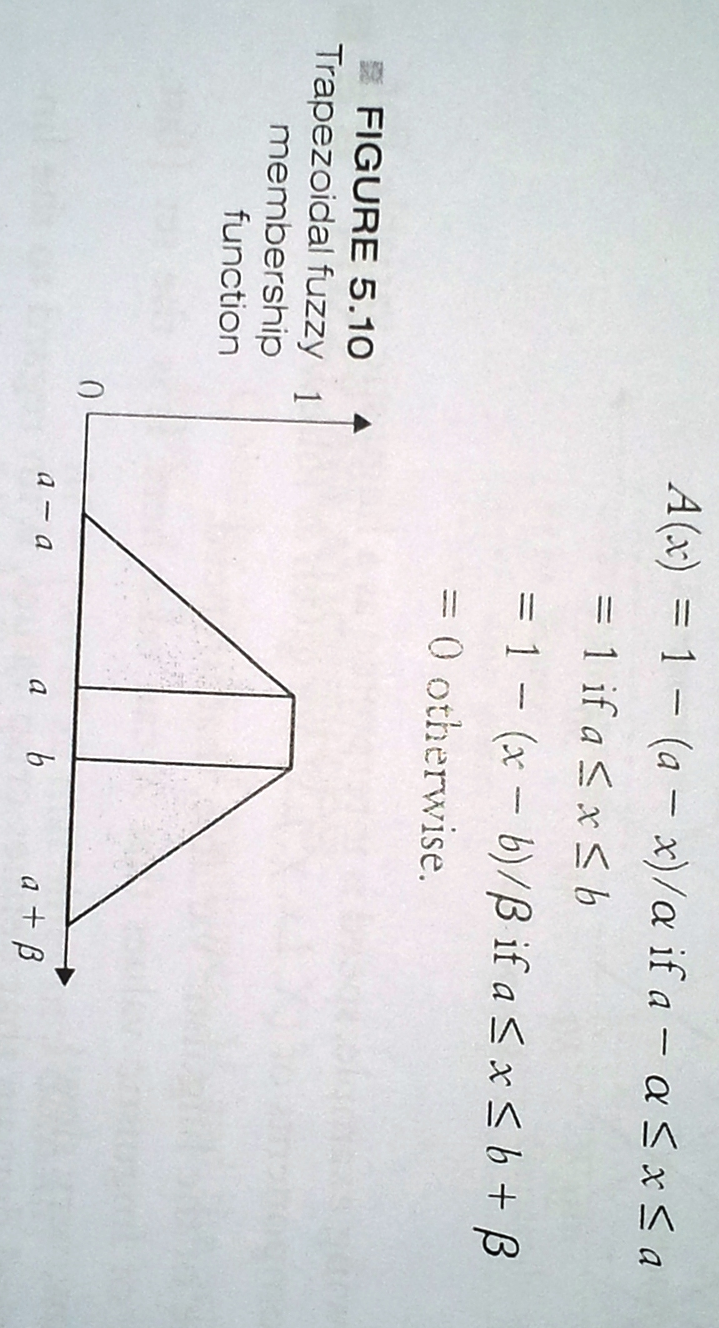 A(x) = 1 − (a − x)/α if a − α ≤ x ≤ a
= 1 if a ≤ x ≤ b
= 1 − (x − b)/β if a ≤ x ≤ b + β
= 0 otherwise.
FIGURE 5.10
Trapezoidal fuzzy
membership
function
1
0
a − a
a
b
a + β